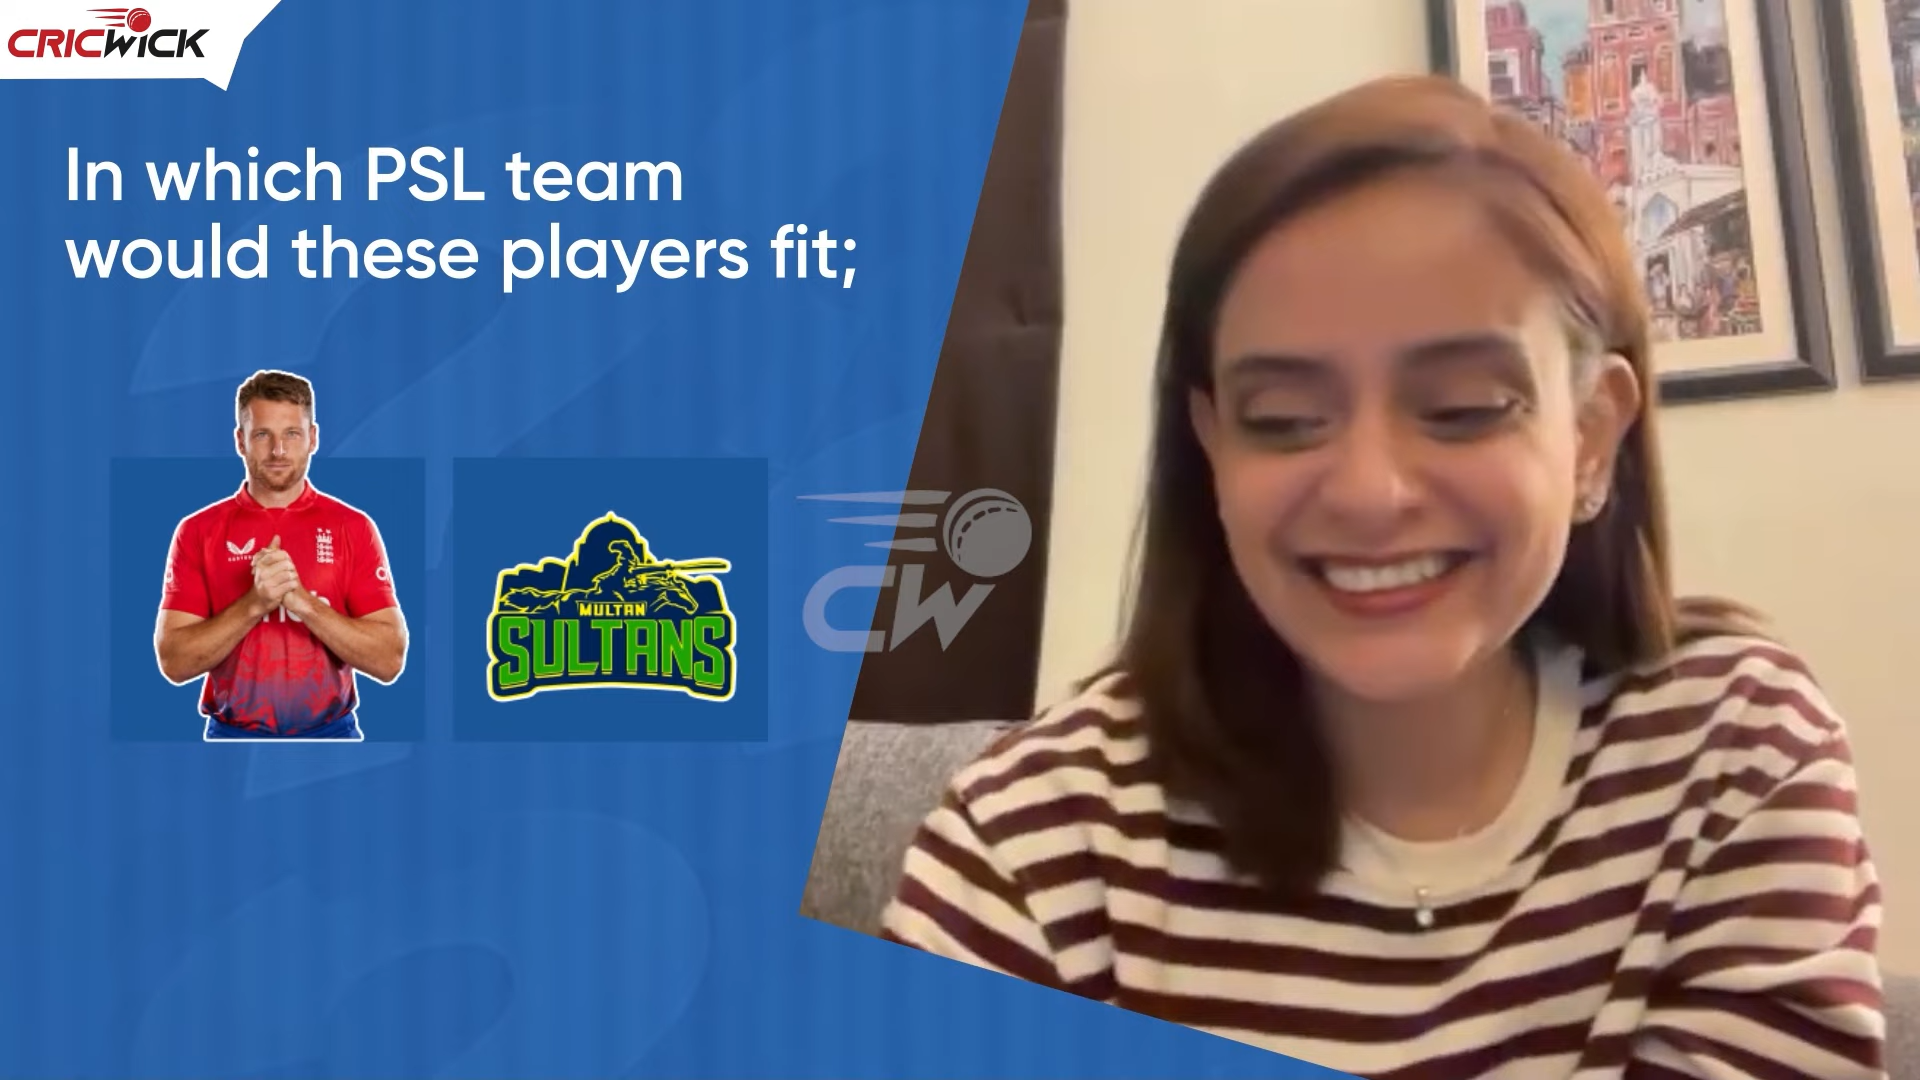 CRICWICK
In which PSL team
would these players fit;
MULTAN
SULTANS
CW